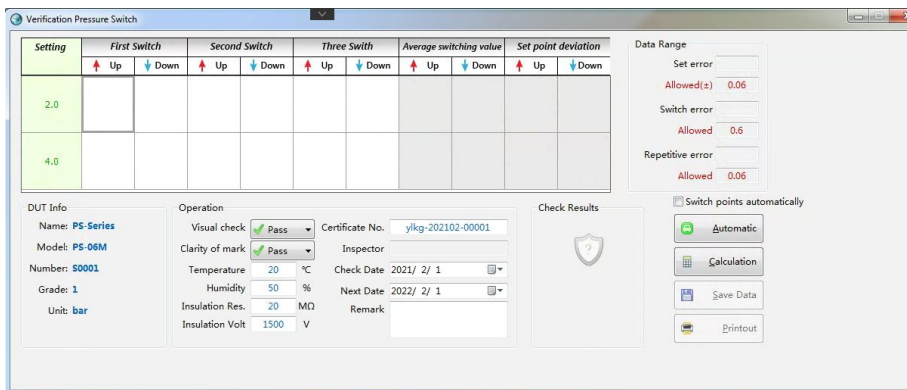 Verification Pressure Switch
Setting First Switch Second Switch Three Swith Average switching value Set point deviation
Up Down Up Down Up Down Up Down Up Down
2.0
4.0
Data Range
Set error
Allowed(±) 0.06
Switch error
Allowed 0.6
Repetitive error
Allowed 0.06
DUT Info
Name: PS-Series
Model: PS-06M
Number: S0001
Grade: 1
Unit: bar
Operation
Visual check Pass
Clarity of mark Pass
Temperature 20 ℃
Humidity 50 %
Insulation Res. 20 MΩ
Insulation Volt 1500 V
Certificate No. ylkg-202102-00001
Inspector
Check Date 2021/ 2/ 1
Next Date 2022/ 2/ 1
Remark
Check Results
?
Switch points automatically
Automatic
Calculation
Save Data
Printout